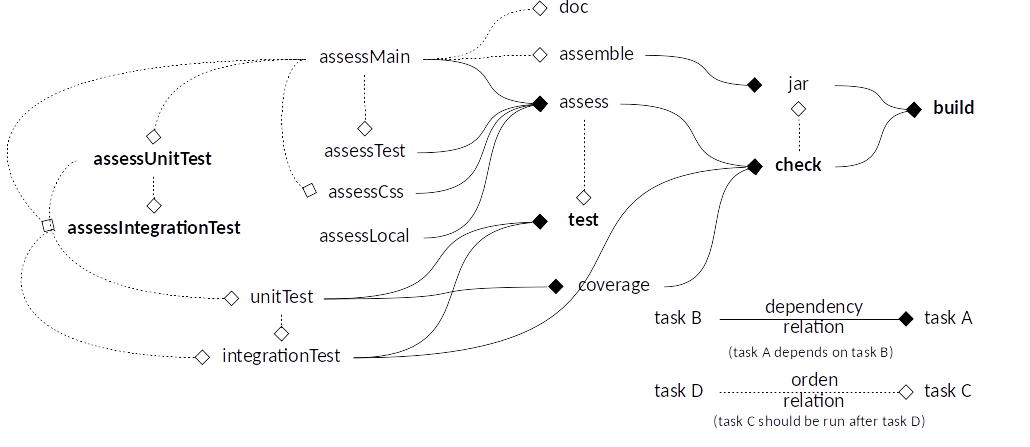 doc
assessMain
assemble
jar
assess
build
assessTest
assessUnitTest
check
assessCss
test
assessIntegrationTest
assessLocal
coverage
unitTest
dependency
task B
task A
relation
(task A depends on task B)
integrationTest
orden
task D
task C
relation
(task C should be run after task D)